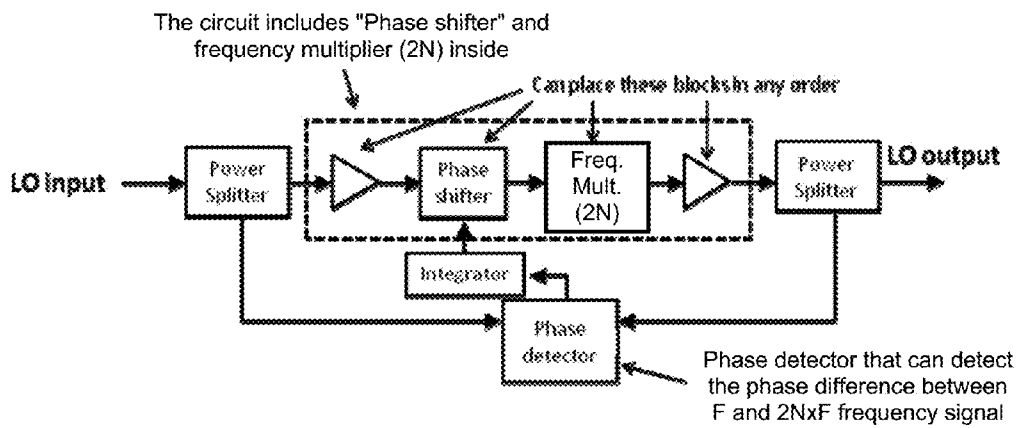 The circuit includes "Phase shifter" and
frequency multiplier (2N) inside
Can place these blocks in any order
LO input
Power
Splitter
Phase
shifter
Freq.
Mult.
(2N)
Power
Splitter
LO output
Integrator
Phase
detector
Phase detector that can detect
the phase difference between
F and 2NxF frequency signal